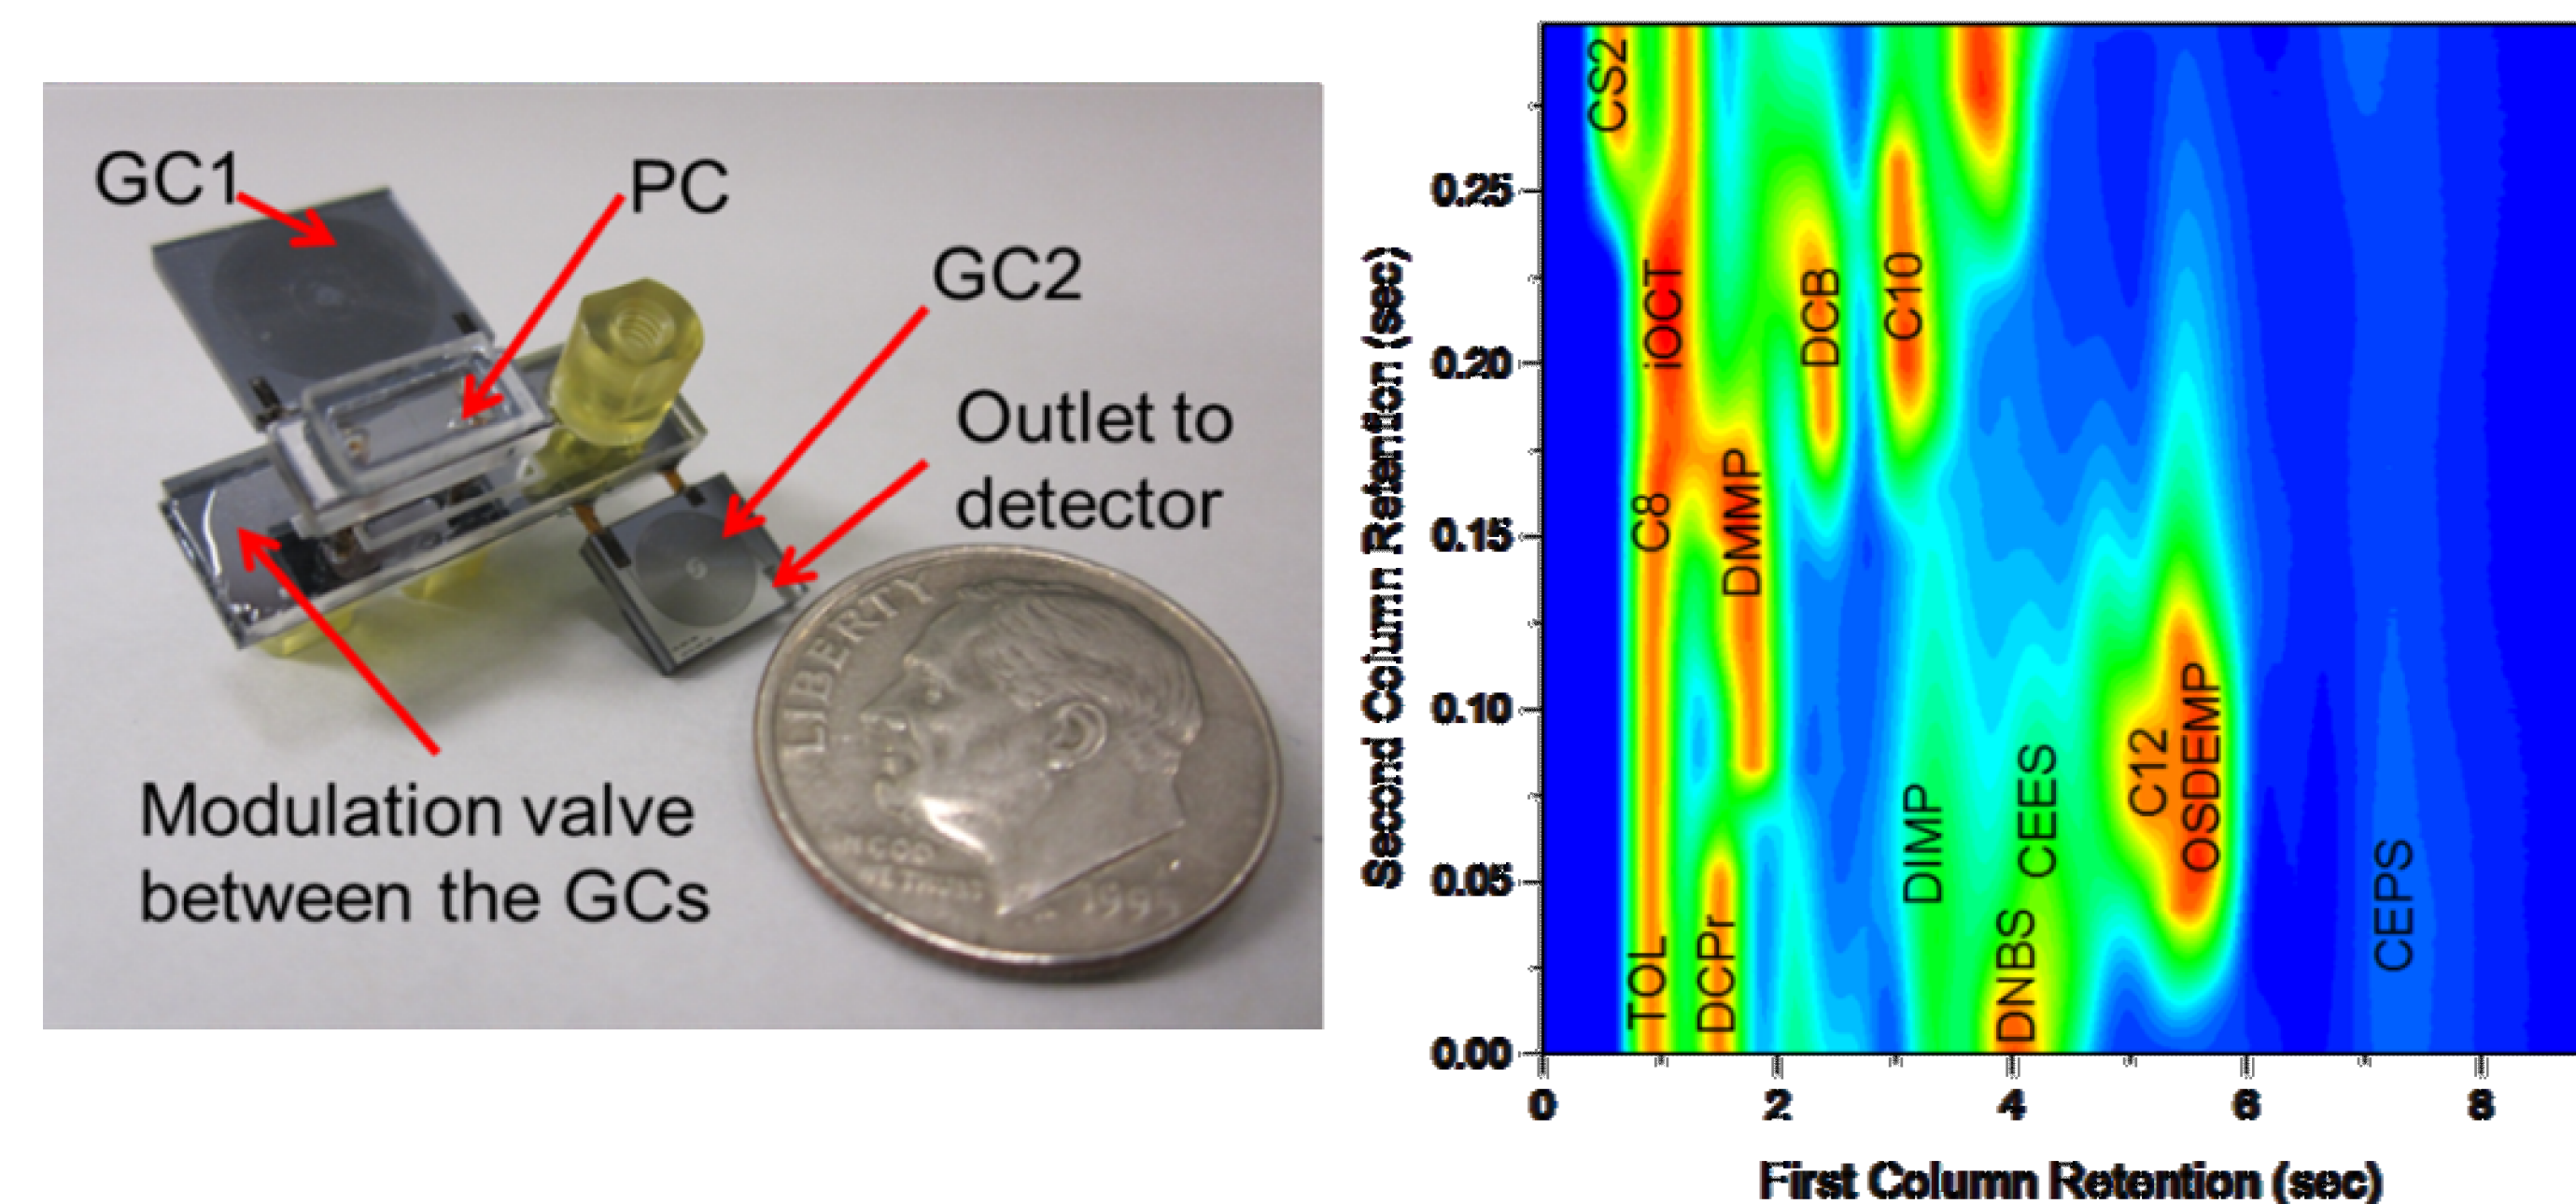 GC1
PC
GC2
Outlet to
detector
Modulation valve
between the GCs
LIBERTY
Second Column Retention (sec)
0.25
0.20
0.15
0.10
0.05
0.00
CS2
iOCT
C8
DMMP
DCB
C10
TOL
DCPr
DIMP
DNBS
CEES
C12
OSDEMP
CEPS
0
2
4
6
8
First Column Retention (sec)